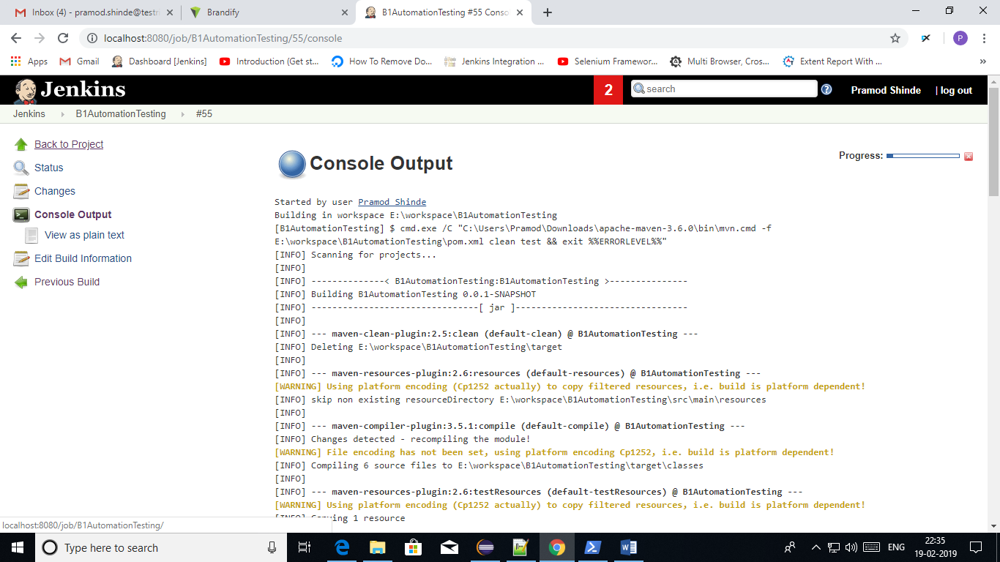 Inbox (4) - pramod.shinde@testr
Brandify
B1AutomationTesting #55 Conso
localhost:8080/job/B1AutomationTesting/55/console
P
Apps
Gmail
Dashboard [Jenkins]
Introduction (Get st...
How To Remove Do...
Jenkins Integration ...
Selenium Framewor...
Multi Browser, Cros...
Extent Report With ...
»
Jenkins
2
search
?
Pramod Shinde
| log out
Jenkins
B1AutomationTesting
#55
Back to Project
Status
Changes
Console Output
View as plain text
Edit Build Information
Previous Build
Console Output
Progress:
Started by user Pramod Shinde
Building in workspace E:\workspace\B1AutomationTesting
[B1AutomationTesting] $ cmd.exe /C "C:\Users\Pramod\Downloads\apache-maven-3.6.0\bin\mvn.cmd -f
E:\workspace\B1AutomationTesting\pom.xml clean test && exit %%ERRORLEVEL%%"
[INFO] Scanning for projects...
[INFO]
[INFO] --------------< B1AutomationTesting:B1AutomationTesting >---------------
[INFO] Building B1AutomationTesting 0.0.1-SNAPSHOT
[INFO] --------------------------------[ jar ]---------------------------------
[INFO]
[INFO] --- maven-clean-plugin:2.5:clean (default-clean) @ B1AutomationTesting ---
[INFO] Deleting E:\workspace\B1AutomationTesting\target
[INFO]
[INFO] --- maven-resources-plugin:2.6:resources (default-resources) @ B1AutomationTesting ---
[WARNING] Using platform encoding (Cp1252 actually) to copy filtered resources, i.e. build is platform dependent!
[INFO] skip non existing resourceDirectory E:\workspace\B1AutomationTesting\src\main\resources
[INFO]
[INFO] --- maven-compiler-plugin:3.5.1:compile (default-compile) @ B1AutomationTesting ---
[INFO] Changes detected - recompiling the module!
[WARNING] File encoding has not been set, using platform encoding Cp1252, i.e. build is platform dependent!
[INFO] Compiling 6 source files to E:\workspace\B1AutomationTesting\target\classes
[INFO]
[INFO] --- maven-resources-plugin:2.6:testResources (default-testResources) @ B1AutomationTesting ---
[WARNING] Using platform encoding (Cp1252 actually) to copy filtered resources, i.e. build is platform dependent!
[INFO] Copying 1 resource
localhost:8080/job/B1AutomationTesting/
Type here to search
ENG
22:35
19-02-2019